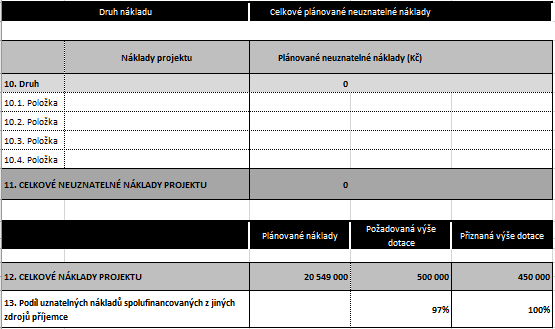 Druh nákladu Celkové plánované neuznatelné náklady
Náklady projektu Plánované neuznatelné náklady (Kč)
10. Druh 0
10.1. Položka
10.2. Položka
10.3. Položka
10.4. Položka
11. CELKOVÉ NEUZNATELNÉ NÁKLADY PROJEKTU 0
Plánované náklady Požadovaná výše dotace Přiznaná výše dotace
12. CELKOVÉ NÁKLADY PROJEKTU 20 549 000 500 000 450 000
13. Podíl uznatelných nákladů spolufinancovaných z jiných
zdrojů příjemce 97% 100%